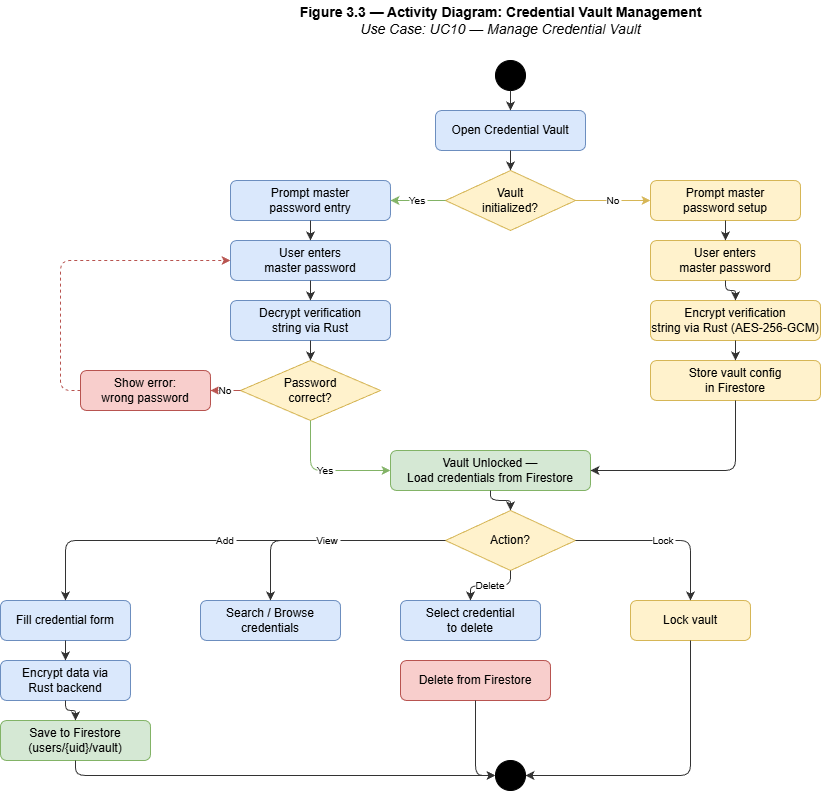 Figure 3.3 — Activity Diagram: Credential Vault Management
Use Case: UC10 — Manage Credential Vault
Open Credential Vault
Vault
initialized?
Yes
No
Prompt master
password entry
Prompt master
password setup
User enters
master password
User enters
master password
Decrypt verification
string via Rust
Encrypt verification
string via Rust (AES-256-GCM)
Show error:
wrong password
No
Password
correct?
Store vault config
in Firestore
Yes
Vault Unlocked —
Load credentials from Firestore
Action?
Add
View
Lock
Delete
Fill credential form
Search / Browse
credentials
Select credential
to delete
Lock vault
Encrypt data via
Rust backend
Delete from Firestore
Save to Firestore
(users/{uid}/vault)